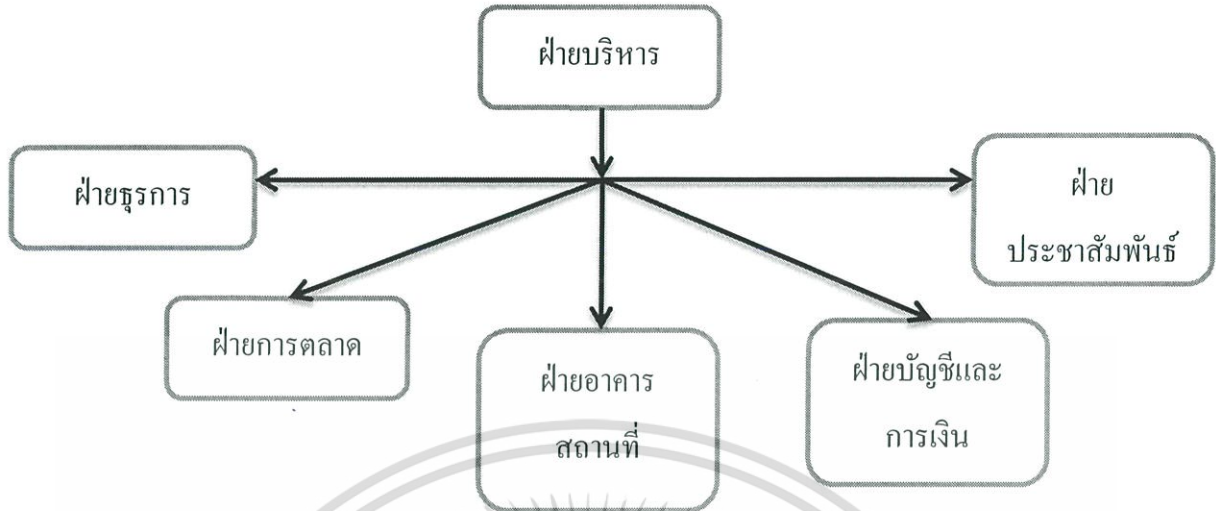 ฝ่ายบริหาร
ฝ่ายธุรการ
ฝ่าย
ประชาสัมพันธ์
ฝ่ายการตลาด
ฝ่ายอาคาร
สถานที่
ฝ่ายบัญชีและ
การเงิน